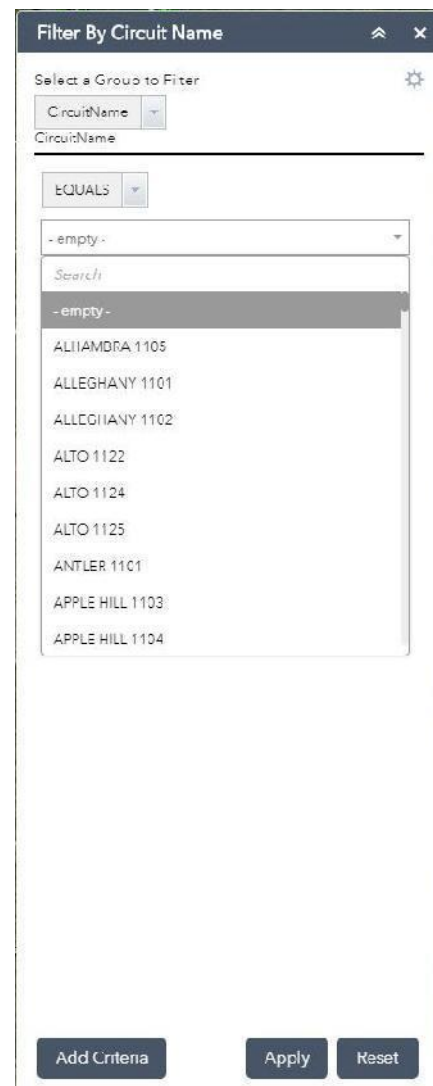 Filter By Circuit Name
Select a Group to Filter
CircuitName
CircuitName
EQUALS
- empty -
Search
- empty -
ALHAMBRA 1105
ALLEGHANY 1101
ALLEGHANY 1102
ALTO 1122
ALTO 1124
ALTO 1125
ANTLER 1101
APPLE HILL 1103
APPLE HILL 1104
Add Criteria Apply Reset